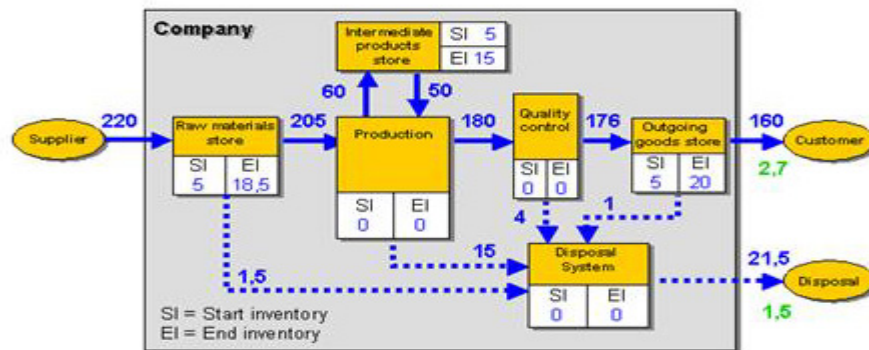 Company
Intermediate
products
store
SI 5
EI 15
60
50
220
205
180
176
160
Supplier
Raw materials
store
SI EI
5 18,5
Production
SI EI
0 0
Quality
control
SI EI
0 0
Outgoing
goods store
SI EI
5 20
Customer
2,7
4
1
15
1,5
Disposal
System
SI EI
0 0
21,5
Disposal
1,5
SI = Start inventory
EI = End inventory